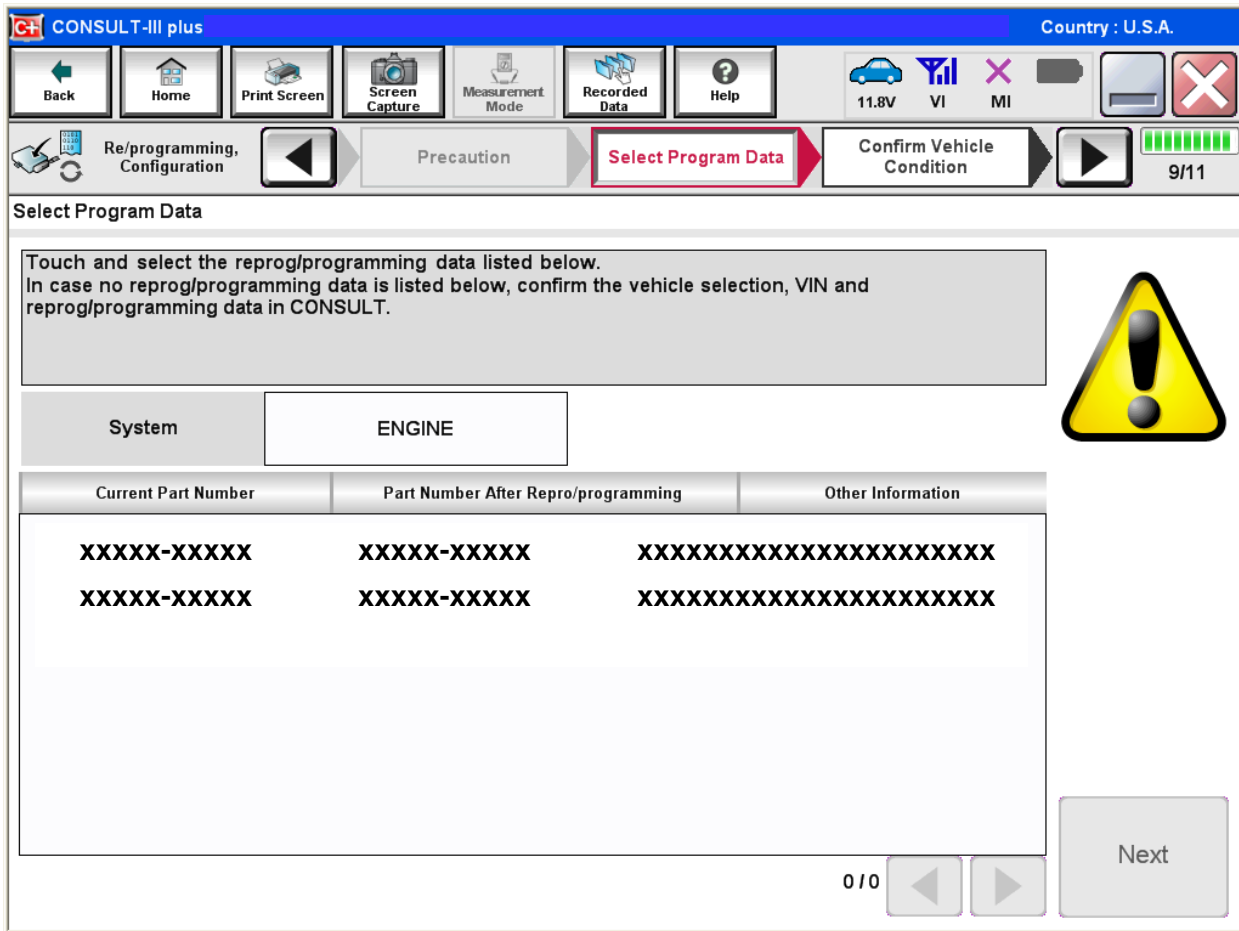 C+ CONSULT-III plus Country : U.S.A.
Back Home Print Screen Screen Capture Measurement Mode Recorded Data Help 11.8V VI MI
Re/programming, Configuration Precaution Select Program Data Confirm Vehicle Condition 9/11
Select Program Data
Touch and select the reprog/programming data listed below.
In case no reprog/programming data is listed below, confirm the vehicle selection, VIN and
reprog/programming data in CONSULT.
System ENGINE
Current Part Number Part Number After Repro/programming Other Information
XXXXX-XXXXX XXXXX-XXXXX XXXXXXXXXXXXXXXXXXXXXX
XXXXX-XXXXX XXXXX-XXXXX XXXXXXXXXXXXXXXXXXXXXX
Next
0/0